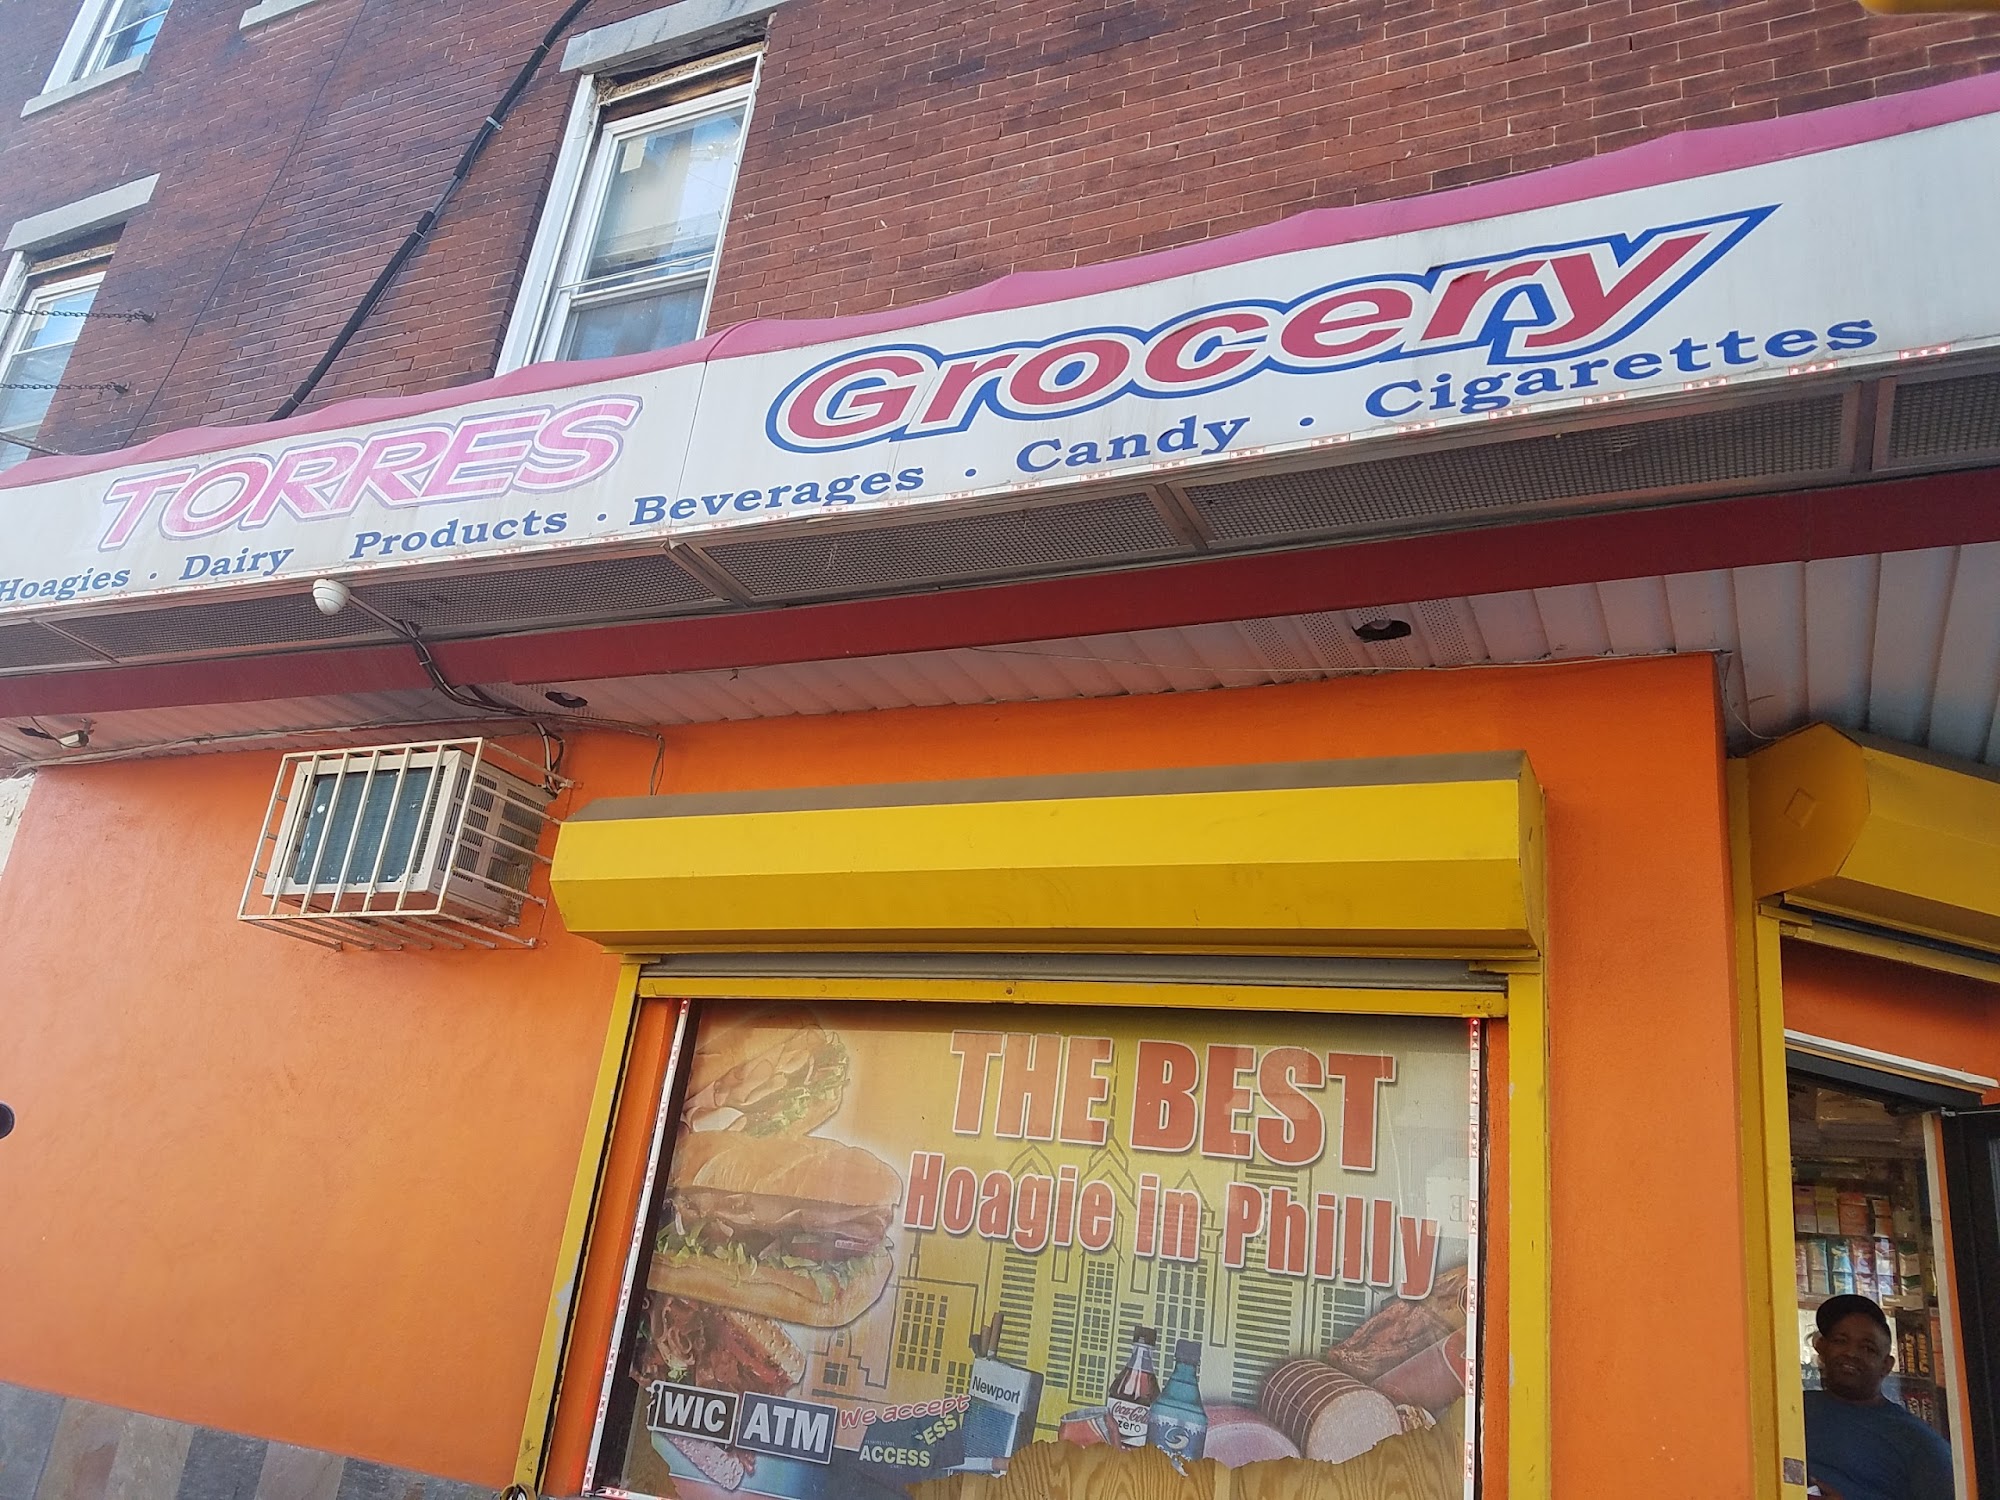 TORRES Grocery
Hoagies · Dairy Products · Beverages · Candy · Cigarettes
THE BEST
Hoagie in Philly
Newport
WIC ATM We accept
ACCESS
Coca-Cola
zero